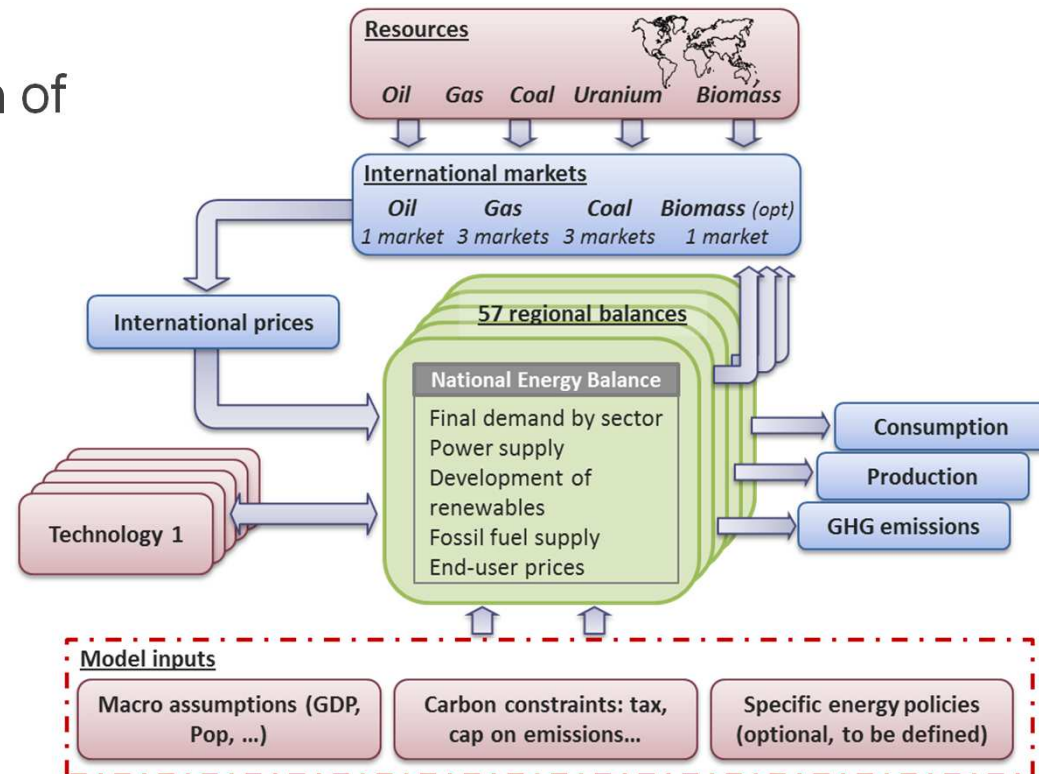 n of
Resources
Oil Gas Coal Uranium Biomass
International markets
Oil Gas Coal Biomass (opt)
1 market 3 markets 3 markets 1 market
International prices
57 regional balances
National Energy Balance
Final demand by sector
Power supply
Development of
renewables
Fossil fuel supply
End-user prices
Technology 1
Consumption
Production
GHG emissions
Model inputs
Macro assumptions (GDP,
Pop, ...)
Carbon constraints: tax,
cap on emissions...
Specific energy policies
(optional, to be defined)